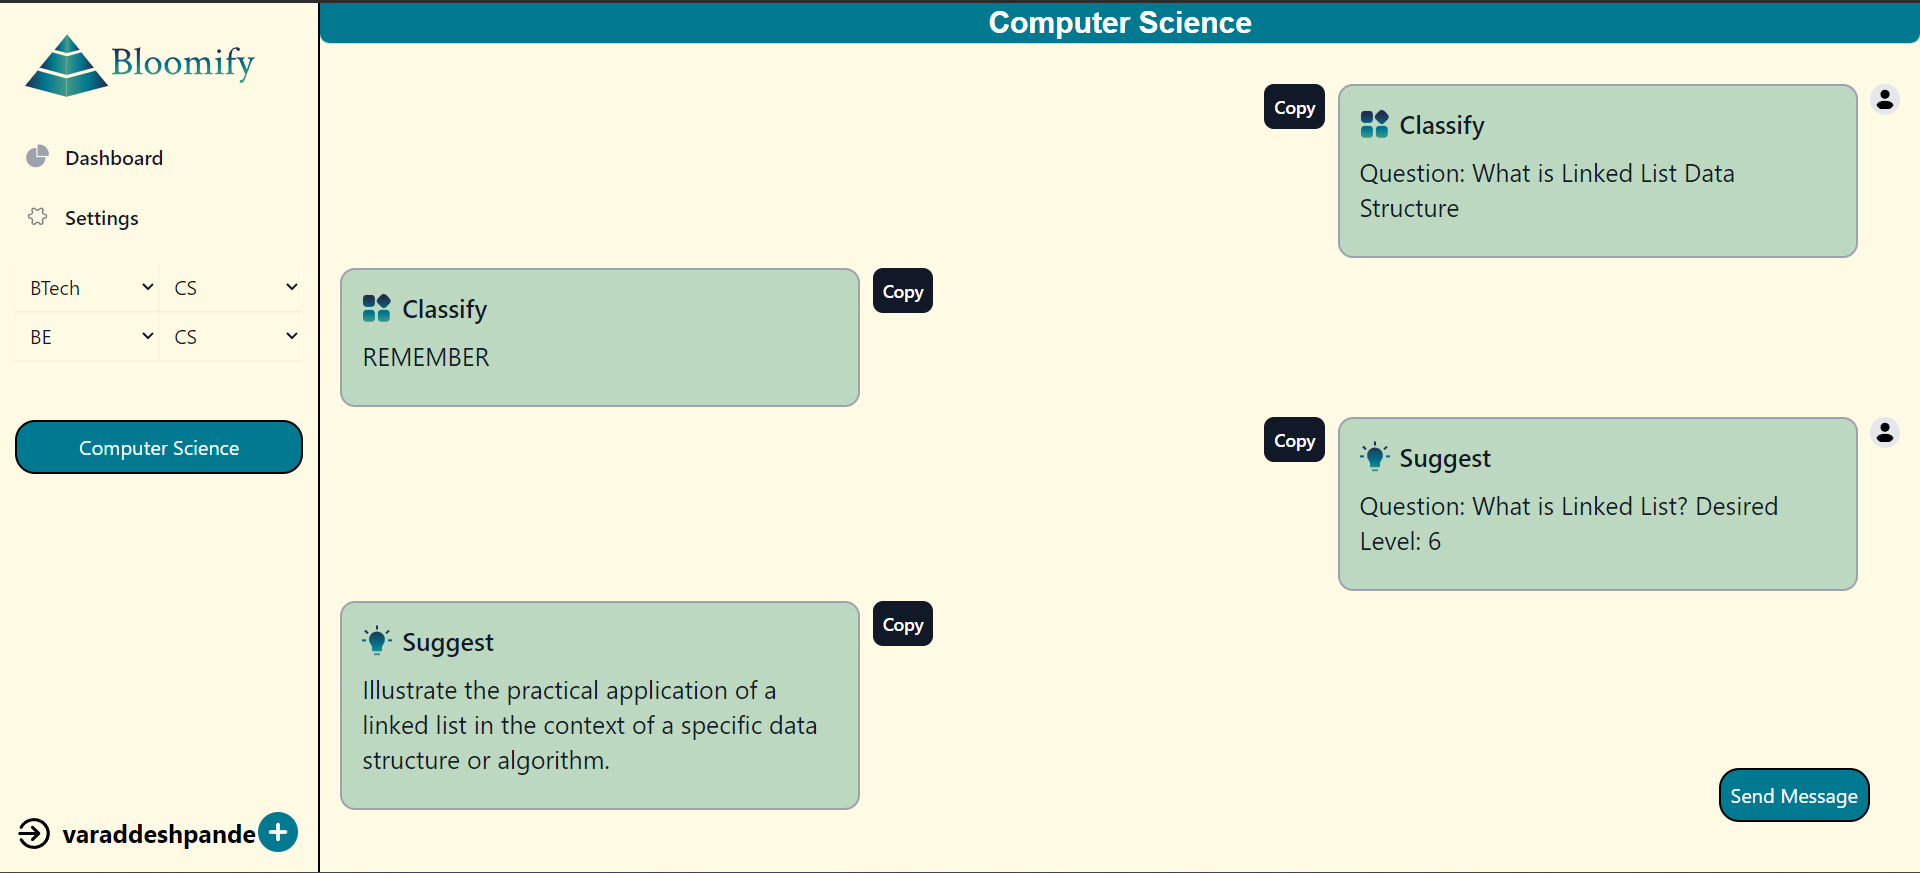 Bloomify
Dashboard
Settings
BTech
CS
BE
CS
Computer Science
varaddeshpande
Computer Science
Copy
Classify
Question: What is Linked List Data
Structure
Classify
REMEMBER
Copy
Copy
Suggest
Question: What is Linked List? Desired
Level: 6
Suggest
Illustrate the practical application of a
linked list in the context of a specific data
structure or algorithm.
Copy
Send Message